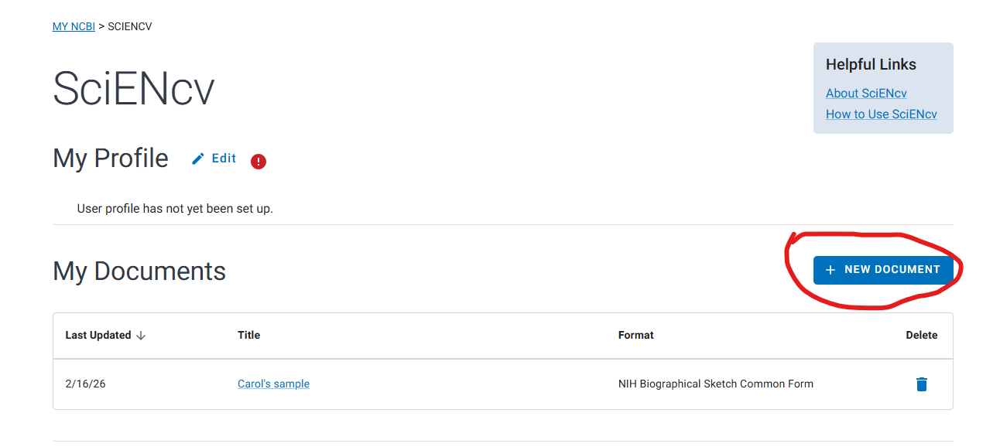 MY NCBI > SCIENCV
Helpful Links
About SciENcv
How to Use SciENcv
SciENcv
My Profile Edit
User profile has not yet been set up.
My Documents + NEW DOCUMENT
Last Updated ↓ Title Format Delete
2/16/26 Carol's sample NIH Biographical Sketch Common Form